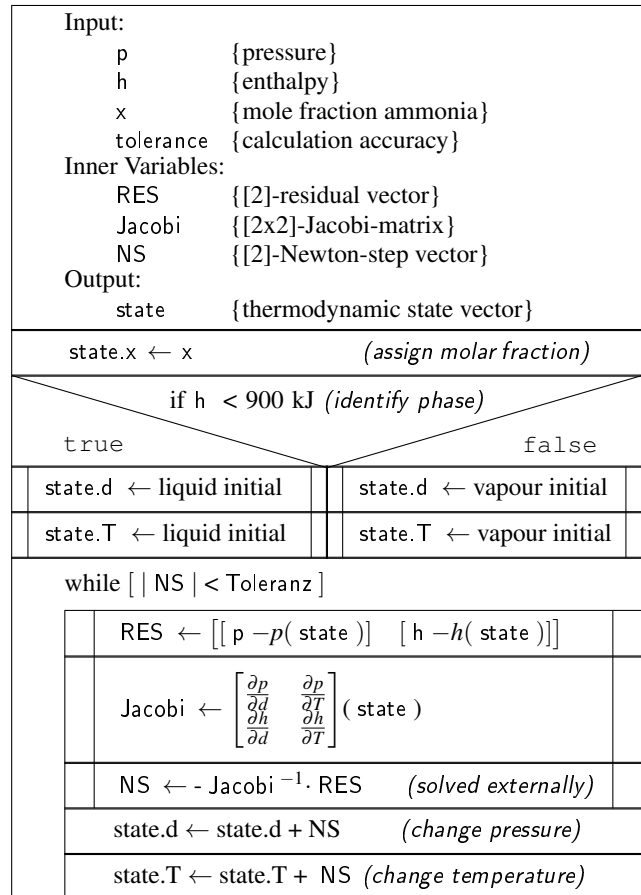 Input:
p {pressure}
h {enthalpy}
x {mole fraction ammonia}
tolerance {calculation accuracy}
Inner Variables:
RES {[2]-residual vector}
Jacobi {[2x2]-Jacobi-matrix}
NS {[2]-Newton-step vector}
Output:
state {thermodynamic state vector}
state.x ← x (assign molar fraction)
if h < 900 kJ (identify phase)
true false
state.d ← liquid initial state.d ← vapour initial
state.T ← liquid initial state.T ← vapour initial
while [ | NS | < Toleranz ]
RES ← [[ p −p( state )] [ h −h( state )]]
Jacobi ← [∂p/∂d ∂p/∂T
∂h/∂d ∂h/∂T] ( state )
NS ← - Jacobi ⁻¹· RES (solved externally)
state.d ← state.d + NS (change pressure)
state.T ← state.T + NS (change temperature)